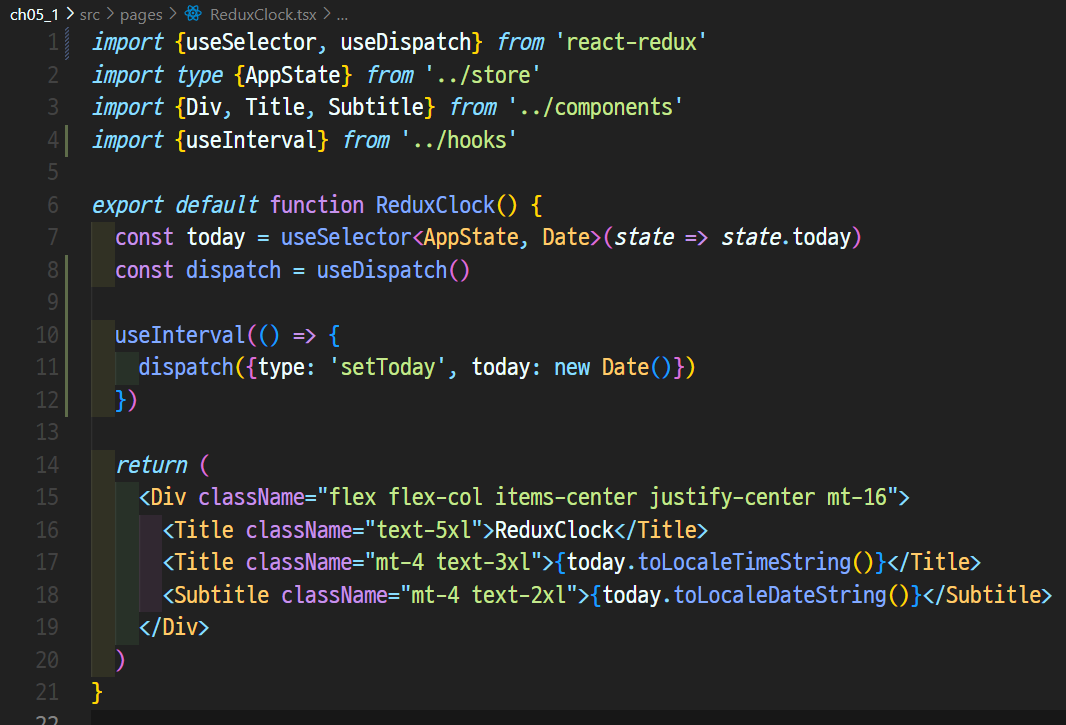 ch05_1 > src > pages > ReduxClock.tsx > ...
1 import {useSelector, useDispatch} from 'react-redux'
2 import type {AppState} from '../store'
3 import {Div, Title, Subtitle} from '../components'
4 import {useInterval} from '../hooks'
5
6 export default function ReduxClock() {
7   const today = useSelector<AppState, Date>(state => state.today)
8   const dispatch = useDispatch()
9
10   useInterval(() => {
11     dispatch({type: 'setToday', today: new Date()})
12   })
13
14   return (
15     <Div className="flex flex-col items-center justify-center mt-16">
16       <Title className="text-5xl">ReduxClock</Title>
17       <Title className="mt-4 text-3xl">{today.toLocaleTimeString()}</Title>
18       <Subtitle className="mt-4 text-2xl">{today.toLocaleDateString()}</Subtitle>
19     </Div>
20   )
21 }
22